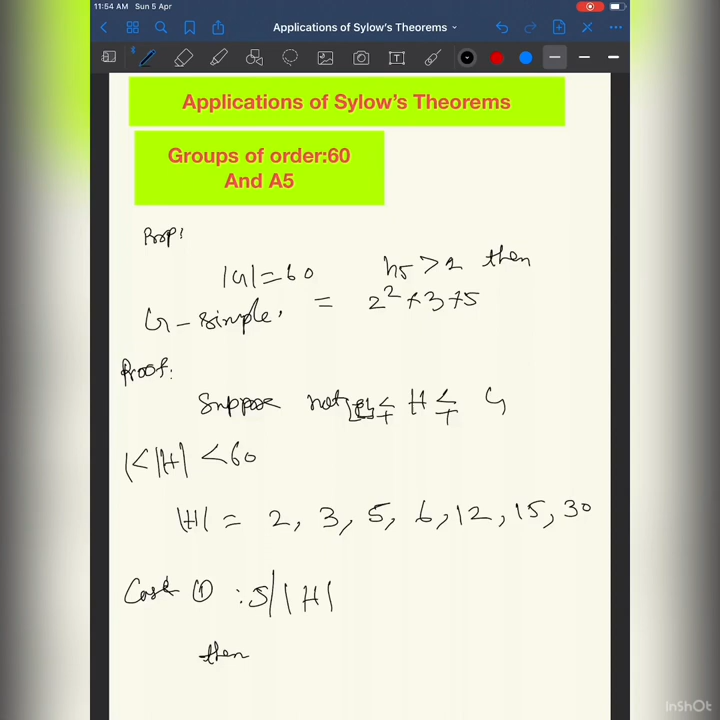 11:54 AM Sun 5 Apr
Applications of Sylow's Theorems
Applications of Sylow's Theorems
Groups of order:60
And A5
Prop:
|G|=60 n5 > 1 then
G - simple. = 2² × 3 × 5
Proof:
Suppose not ≤ H ≤ G
1<|H| <60
|H| = 2, 3, 5, 6, 12, 15, 30
Case ① : 5||H|
then
InShOt